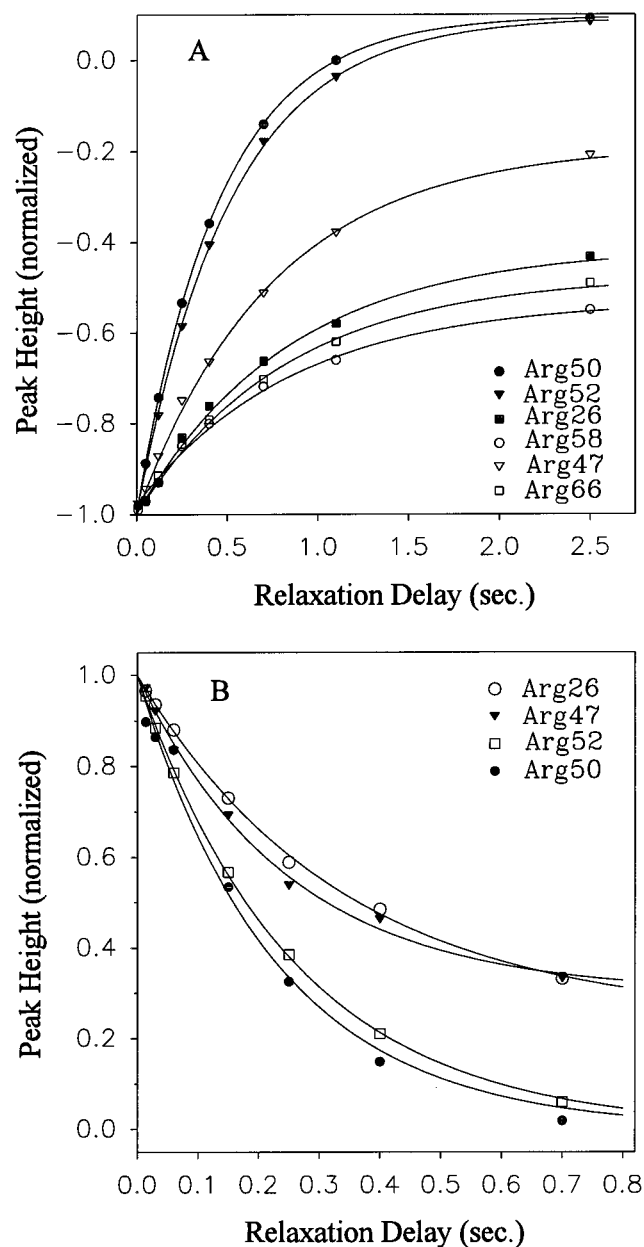 A
0.0
−0.2
−0.4
−0.6
−0.8
−1.0
Peak Height (normalized)
Arg50
Arg52
Arg26
Arg58
Arg47
Arg66
0.0 0.5 1.0 1.5 2.0 2.5
Relaxation Delay (sec.)
B
1.0
0.8
0.6
0.4
0.2
0.0
Peak Height (normalized)
Arg26
Arg47
Arg52
Arg50
0.0 0.1 0.2 0.3 0.4 0.5 0.6 0.7 0.8
Relaxation Delay (sec.)